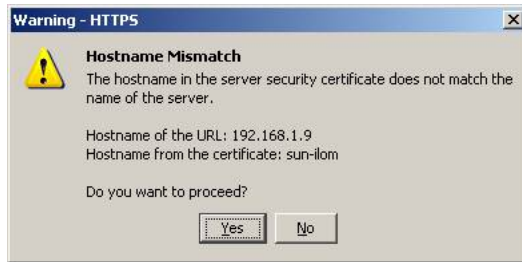 Warning - HTTPS
Hostname Mismatch
The hostname in the server security certificate does not match the
name of the server.
Hostname of the URL: 192.168.1.9
Hostname from the certificate: sun-ilom
Do you want to proceed?
Yes
No